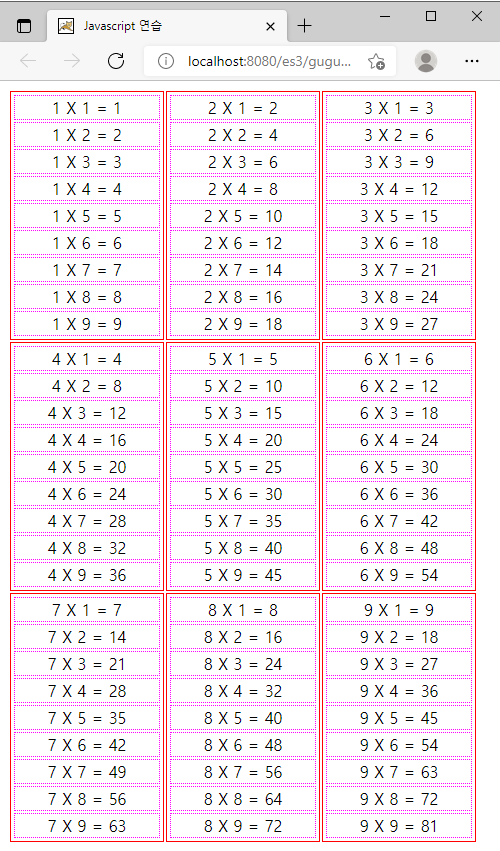 Javascript 연습
localhost:8080/es3/gugu...
1 X 1 = 1
1 X 2 = 2
1 X 3 = 3
1 X 4 = 4
1 X 5 = 5
1 X 6 = 6
1 X 7 = 7
1 X 8 = 8
1 X 9 = 9
2 X 1 = 2
2 X 2 = 4
2 X 3 = 6
2 X 4 = 8
2 X 5 = 10
2 X 6 = 12
2 X 7 = 14
2 X 8 = 16
2 X 9 = 18
3 X 1 = 3
3 X 2 = 6
3 X 3 = 9
3 X 4 = 12
3 X 5 = 15
3 X 6 = 18
3 X 7 = 21
3 X 8 = 24
3 X 9 = 27
4 X 1 = 4
4 X 2 = 8
4 X 3 = 12
4 X 4 = 16
4 X 5 = 20
4 X 6 = 24
4 X 7 = 28
4 X 8 = 32
4 X 9 = 36
5 X 1 = 5
5 X 2 = 10
5 X 3 = 15
5 X 4 = 20
5 X 5 = 25
5 X 6 = 30
5 X 7 = 35
5 X 8 = 40
5 X 9 = 45
6 X 1 = 6
6 X 2 = 12
6 X 3 = 18
6 X 4 = 24
6 X 5 = 30
6 X 6 = 36
6 X 7 = 42
6 X 8 = 48
6 X 9 = 54
7 X 1 = 7
7 X 2 = 14
7 X 3 = 21
7 X 4 = 28
7 X 5 = 35
7 X 6 = 42
7 X 7 = 49
7 X 8 = 56
7 X 9 = 63
8 X 1 = 8
8 X 2 = 16
8 X 3 = 24
8 X 4 = 32
8 X 5 = 40
8 X 6 = 48
8 X 7 = 56
8 X 8 = 64
8 X 9 = 72
9 X 1 = 9
9 X 2 = 18
9 X 3 = 27
9 X 4 = 36
9 X 5 = 45
9 X 6 = 54
9 X 7 = 63
9 X 8 = 72
9 X 9 = 81